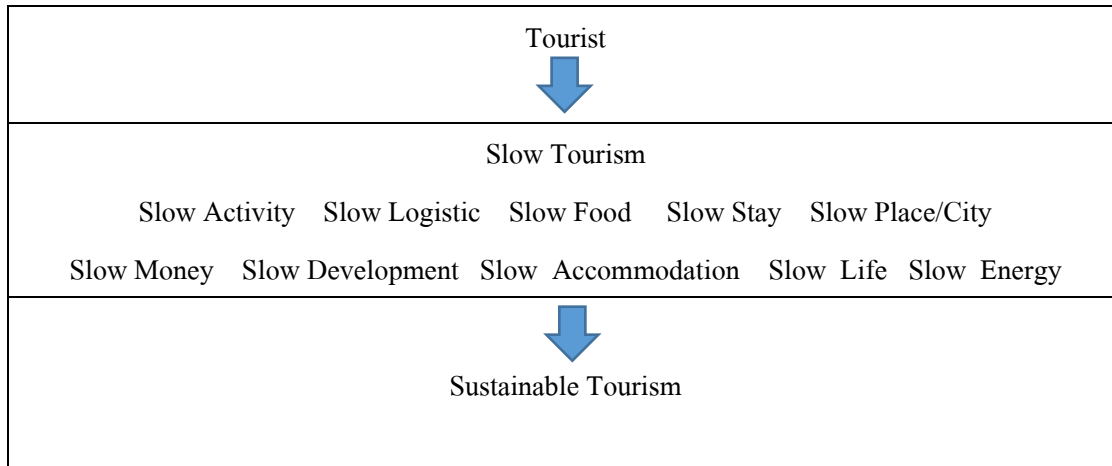 Tourist
Slow Tourism
Slow Activity Slow Logistic Slow Food Slow Stay Slow Place/City
Slow Money Slow Development Slow Accommodation Slow Life Slow Energy
Sustainable Tourism